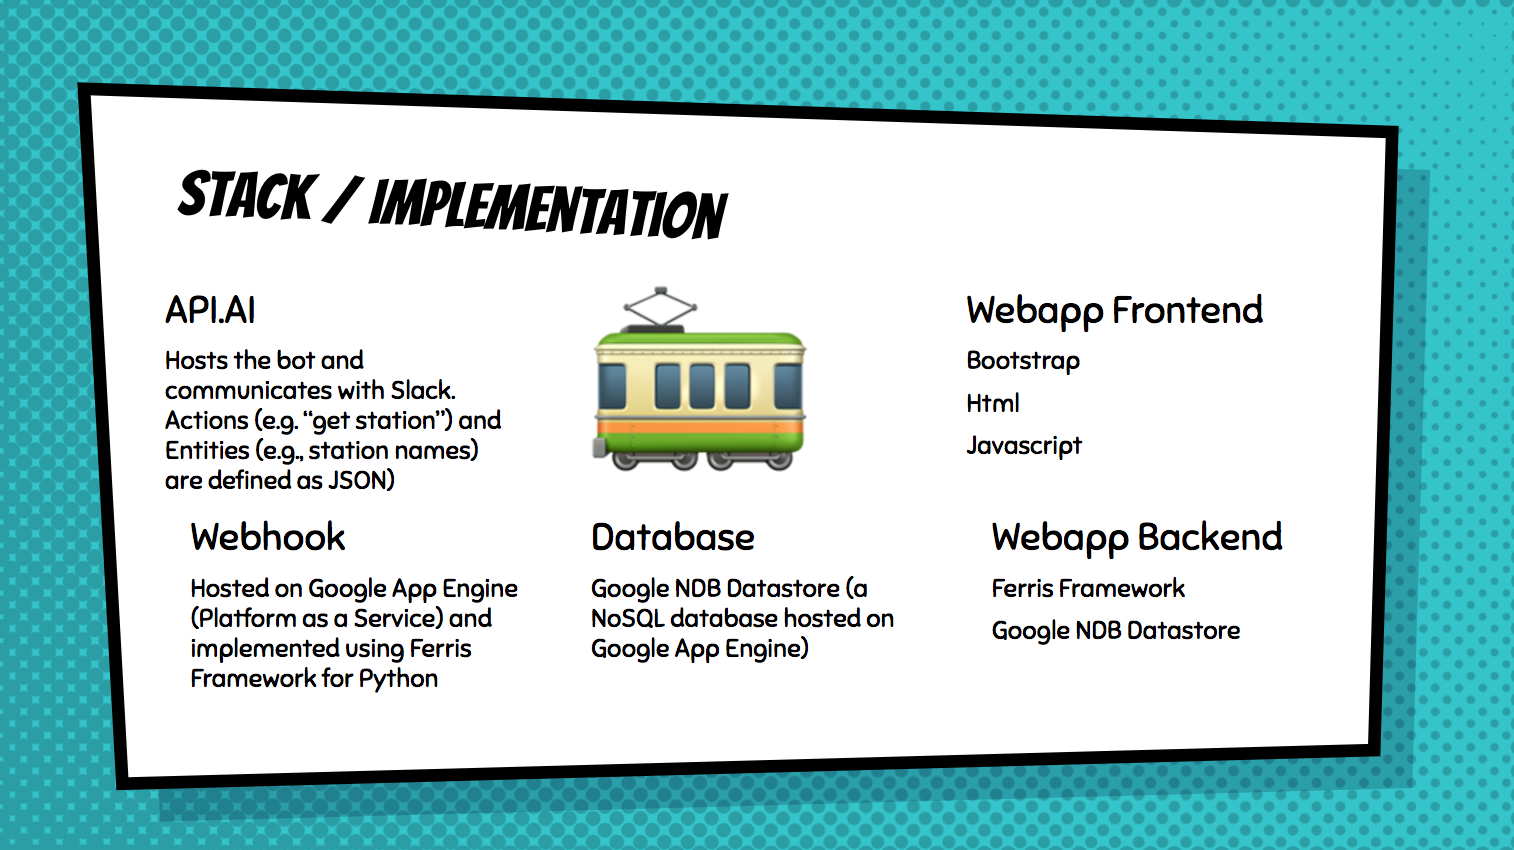 STACK / IMPLEMENTATION
API.AI
Hosts the bot and
communicates with Slack.
Actions (e.g. “get station”) and
Entities (e.g., station names)
are defined as JSON)
Webapp Frontend
Bootstrap
Html
Javascript
Webhook
Hosted on Google App Engine
(Platform as a Service) and
implemented using Ferris
Framework for Python
Database
Google NDB Datastore (a
NoSQL database hosted on
Google App Engine)
Webapp Backend
Ferris Framework
Google NDB Datastore